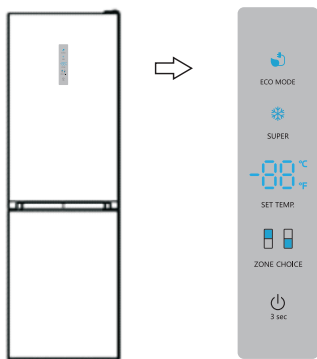 ECO MODE
SUPER
-88 °C °F
SET TEMP.
ZONE CHOICE
3 sec